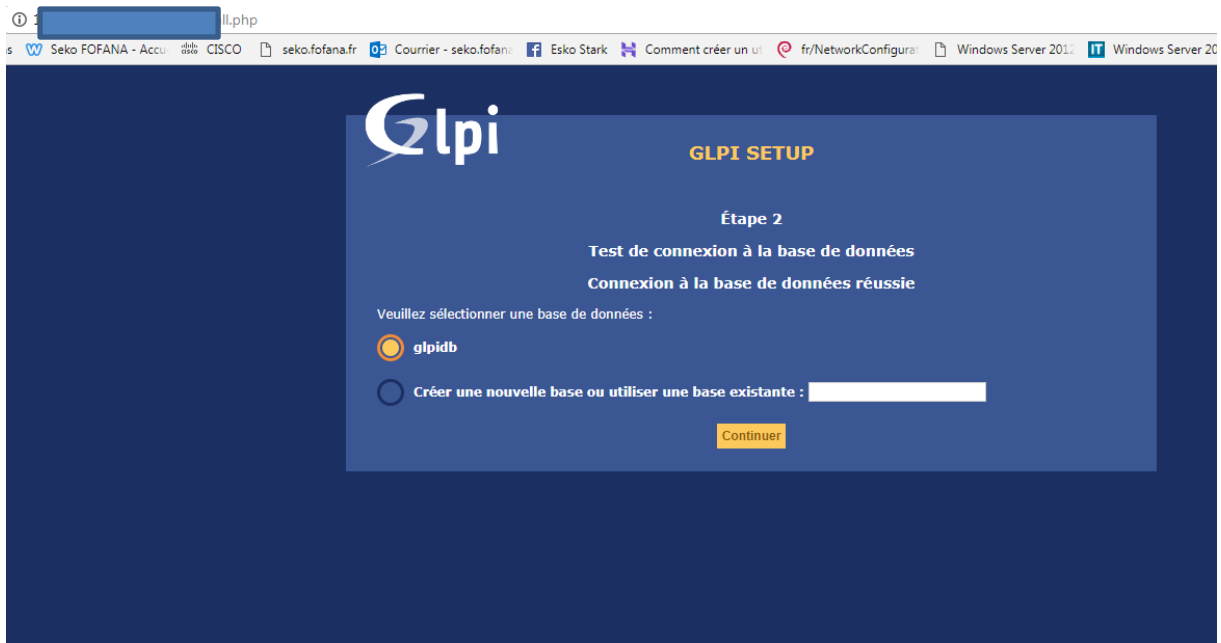 ll.php
Seko FOFANA - Accu
CISCO
seko.fofana.fr
Courrier - seko.fofan
Esko Stark
Comment créer un ut
fr/NetworkConfigurat
Windows Server 2012
Windows Server 20
Glpi
GLPI SETUP
Étape 2
Test de connexion à la base de données
Connexion à la base de données réussie
Veuillez sélectionner une base de données :
glpidb
Créer une nouvelle base ou utiliser une base existante :
Continuer